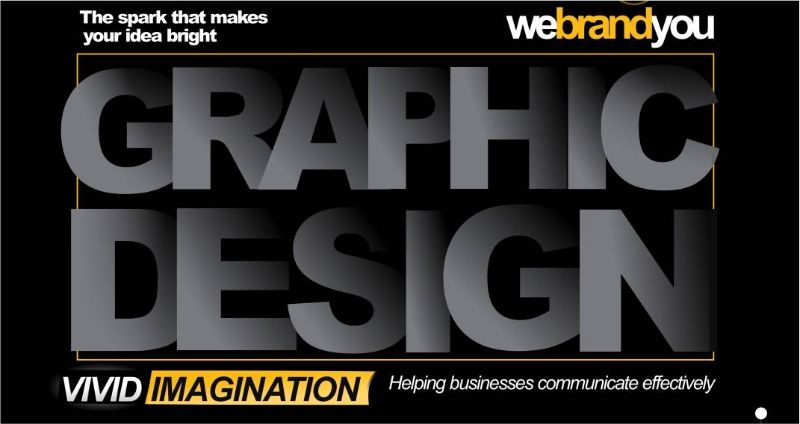 The spark that makes
your idea bright
webrandyou
GRAPHIC
DESIGN
VIVID IMAGINATION
Helping businesses communicate effectively